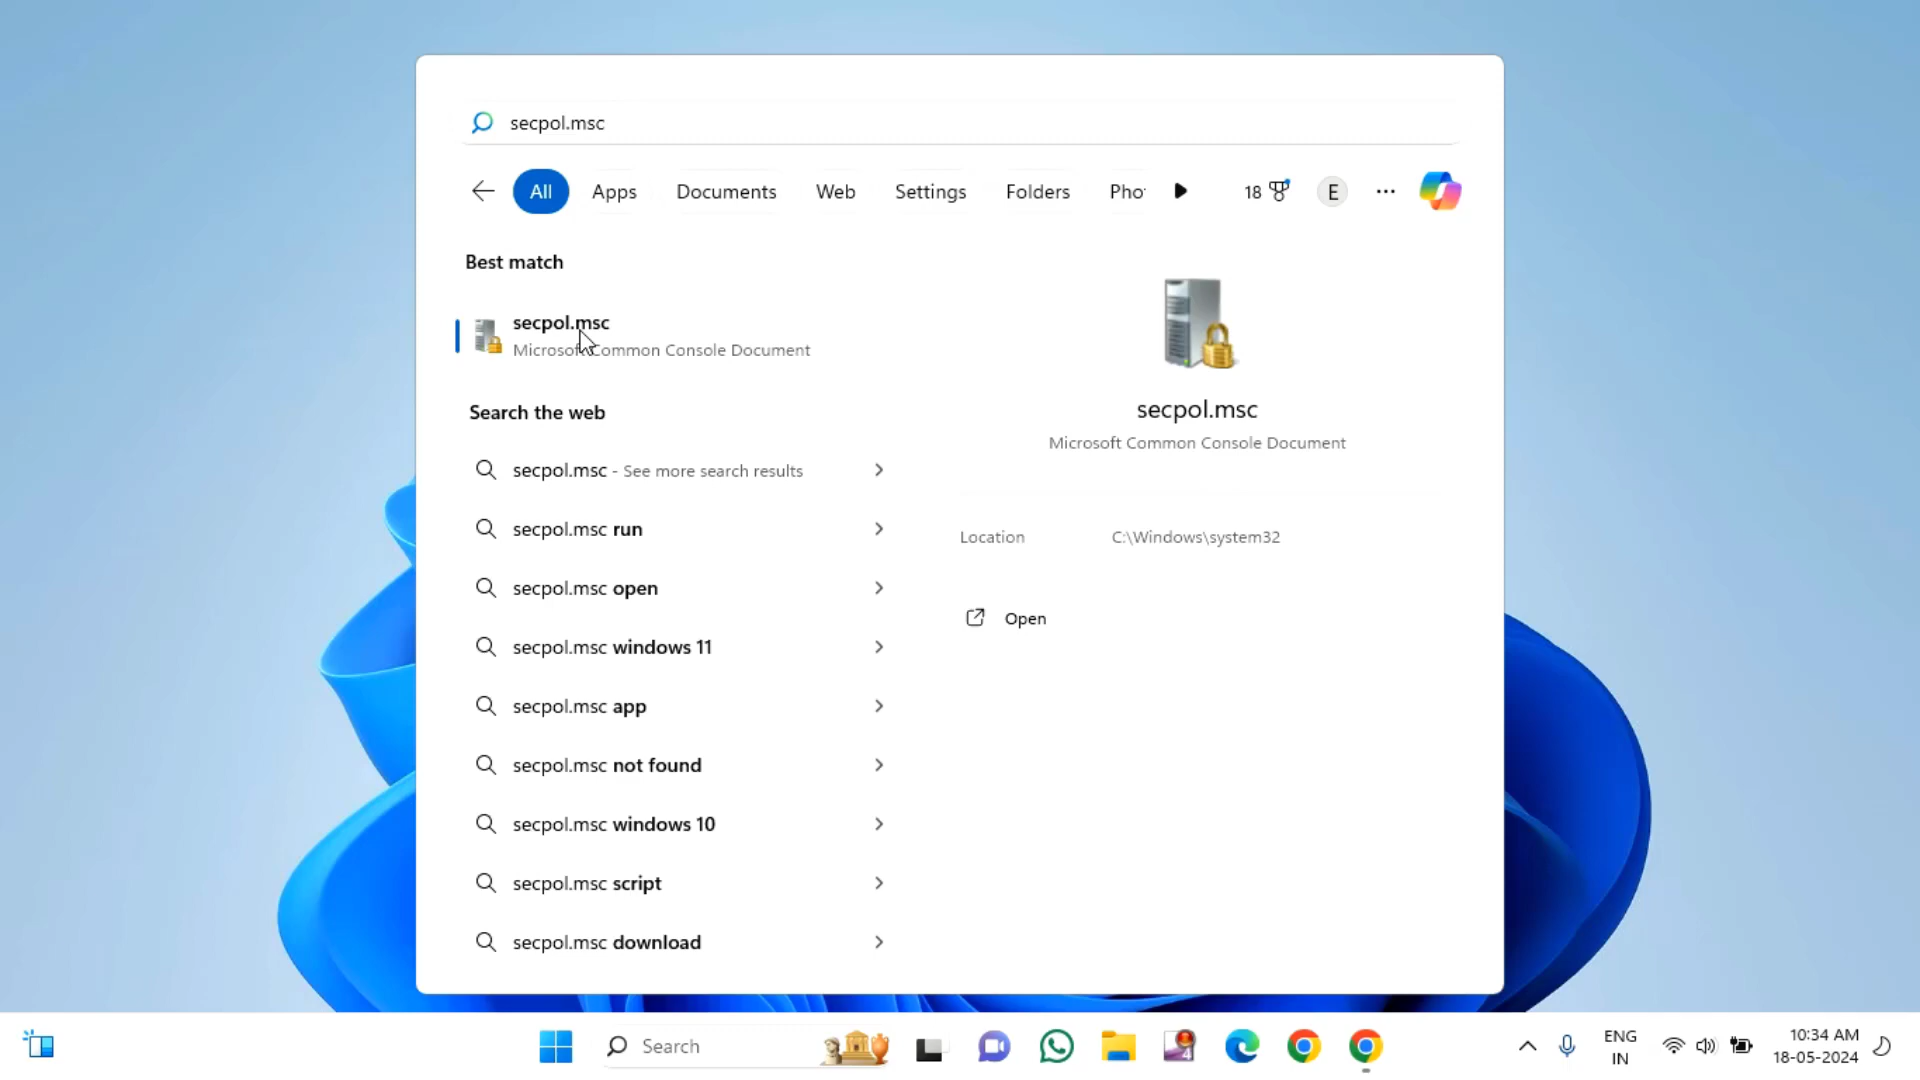 secpol.msc
All Apps Documents Web Settings Folders Pho 18 E ...
Best match
secpol.msc
Microsoft Common Console Document
Search the web
secpol.msc - See more search results
secpol.msc run
secpol.msc open
secpol.msc windows 11
secpol.msc app
secpol.msc not found
secpol.msc windows 10
secpol.msc script
secpol.msc download
secpol.msc
Microsoft Common Console Document
Location C:\Windows\system32
Open
Search
4
ENG
IN
10:34 AM
18-05-2024